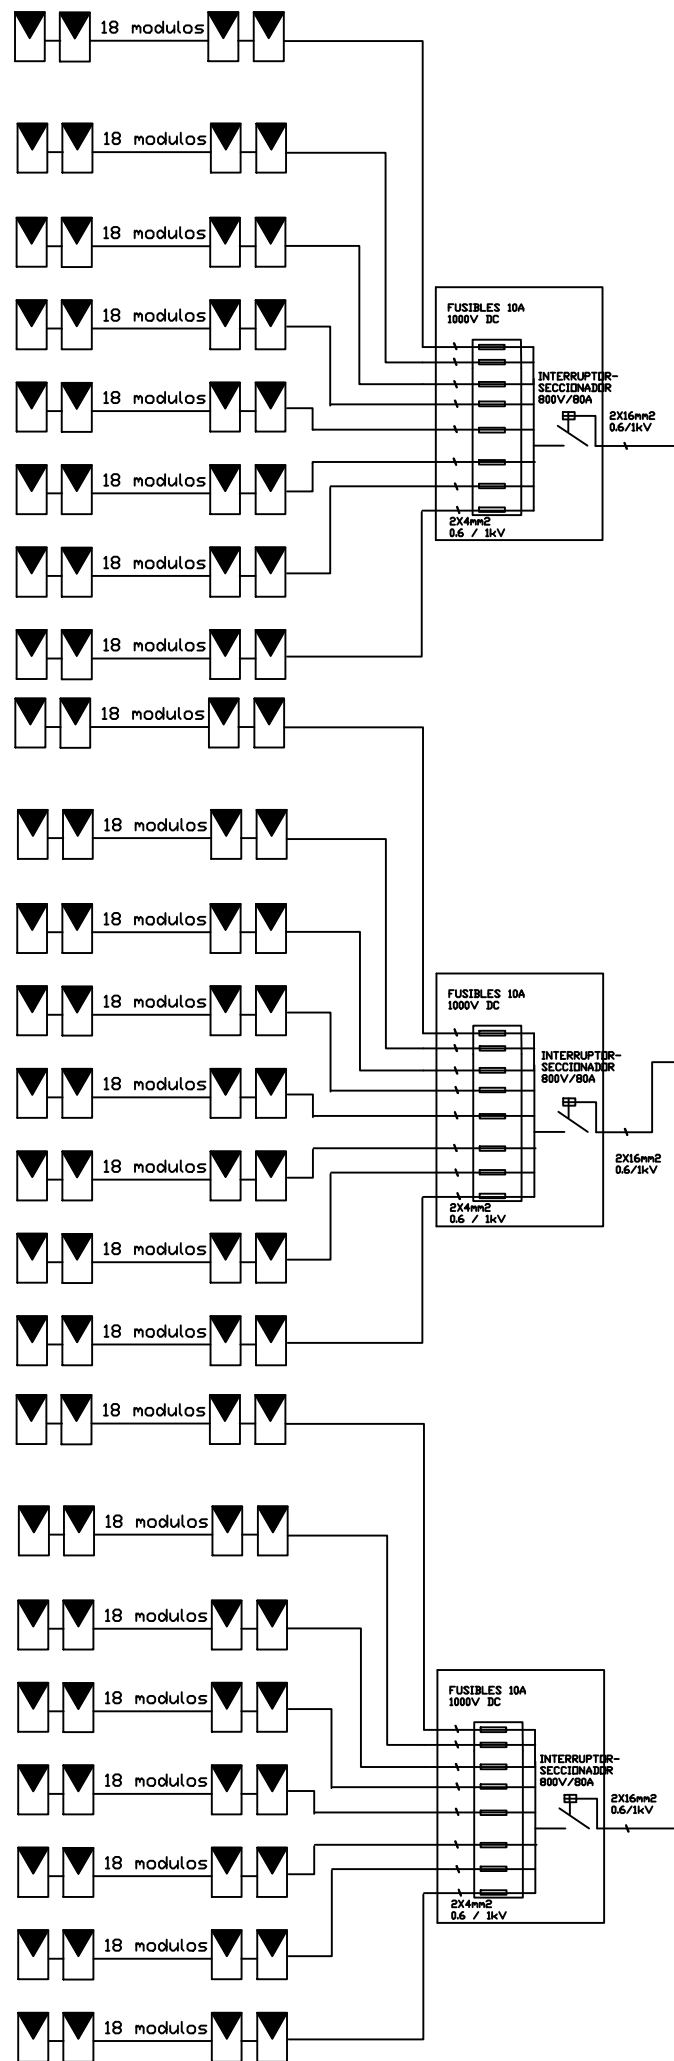 18 modulos
18 modulos
18 modulos
18 modulos
18 modulos
18 modulos
18 modulos
18 modulos
FUSIBLES 10A
1000V DC
INTERRUPTOR-
SECCIONADOR
800V/80A
2X16mm2
0.6/1kV
2X4mm2
0.6 / 1kV
18 modulos
18 modulos
18 modulos
18 modulos
18 modulos
18 modulos
18 modulos
18 modulos
FUSIBLES 10A
1000V DC
INTERRUPTOR-
SECCIONADOR
800V/80A
2X16mm2
0.6/1kV
2X4mm2
0.6 / 1kV
18 modulos
18 modulos
18 modulos
18 modulos
18 modulos
18 modulos
18 modulos
18 modulos
FUSIBLES 10A
1000V DC
INTERRUPTOR-
SECCIONADOR
800V/80A
2X16mm2
0.6/1kV
2X4mm2
0.6 / 1kV